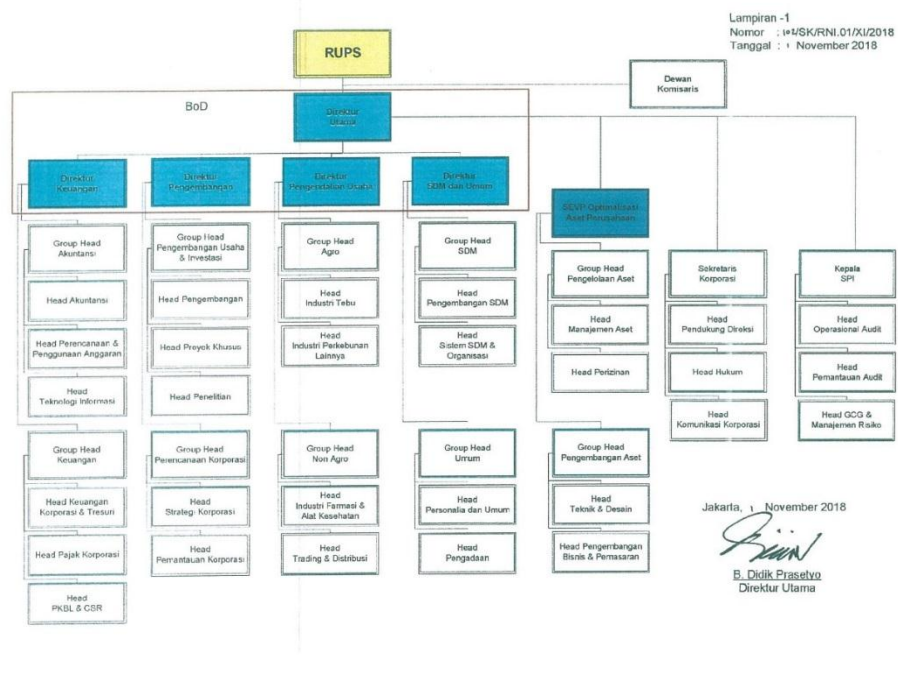 Lampiran -1
Nomor : 102/SK/RNI.01/XI/2018
Tanggal : 1 November 2018
RUPS
Dewan
Komisaris
BoD
Direktur
Utama
Direktur
Keuangan
Direktur
Pengembangan
Direktur
Pengendalian Usaha
Direktur
SDM dan Umum
SEVP Optimalisasi
Aset Perusahaan
Group Head
Akuntansi
Head Akuntansi
Head Perencanaan &
Penggunaan Anggaran
Head
Teknologi Informasi
Group Head
Keuangan
Head Keuangan
Korporasi & Tresuri
Head Pajak Korporasi
Head
PKBL & CSR
Group Head
Pengembangan Usaha
& Investasi
Head Pengembangan
Head Proyek Khusus
Head Penelitian
Group Head
Perencanaan Korporasi
Head
Strategi Korporasi
Head
Pemantauan Korporasi
Group Head
Agro
Head
Industri Tebu
Head
Industri Perkebunan
Lainnya
Group Head
Non Agro
Head
Industri Farmasi &
Alat Kesehatan
Head
Trading & Distribusi
Group Head
SDM
Head
Pengembangan SDM
Head
Sistem SDM &
Organisasi
Group Head
Umum
Head
Personalia dan Umum
Head
Pengadaan
Group Head
Pengelolaan Aset
Head
Manajemen Aset
Head Perizinan
Group Head
Pengembangan Aset
Head
Teknik & Desain
Head Pengembangan
Bisnis & Pemasaran
Sekretaris
Korporasi
Head
Pendukung Direksi
Head Hukum
Head
Komunikasi Korporasi
Kepala
SPI
Head
Operasional Audit
Head
Pemantauan Audit
Head GCG &
Manajemen Risiko
Jakarta, 1 November 2018
B. Didik Prasetyo
Direktur Utama